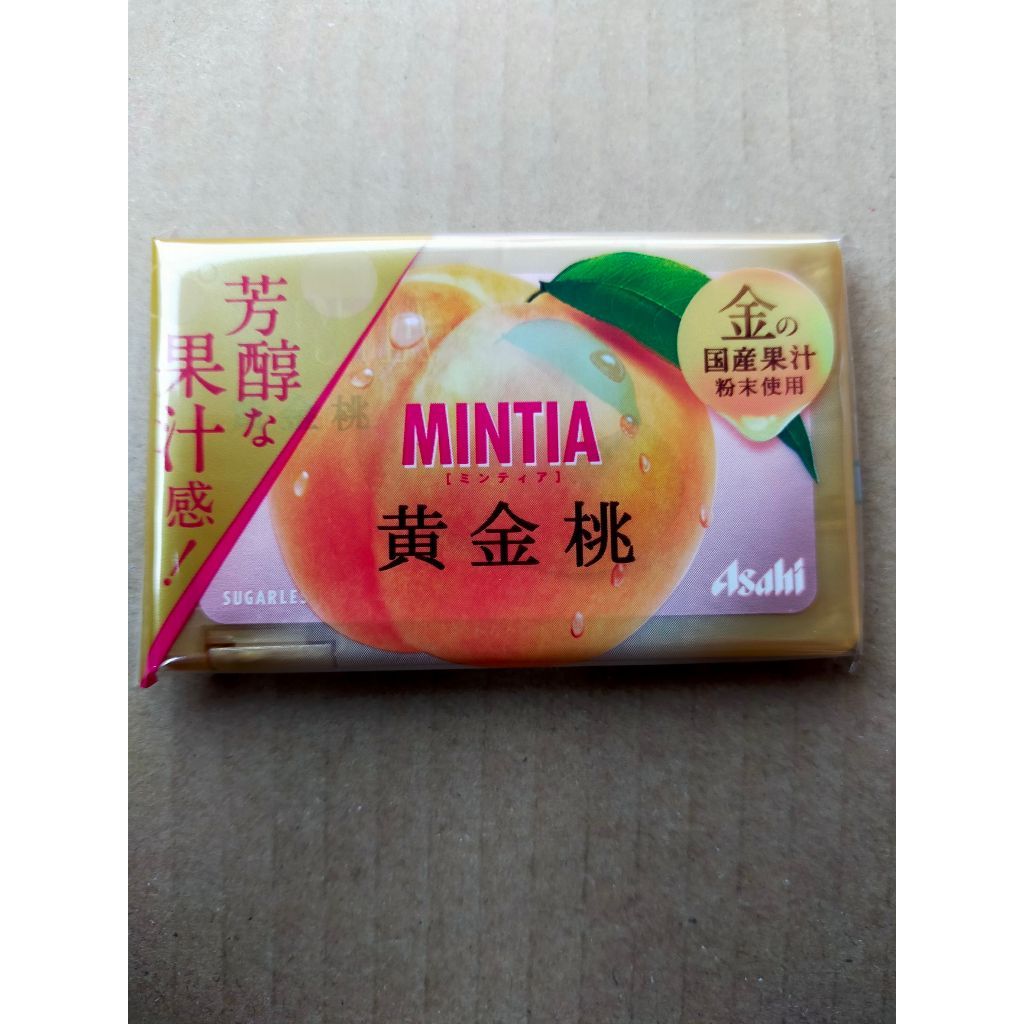 芳醇な
果汁感!
MINTIA
[ミンティア]
黄金桃
金の
国産果汁
粉末使用
Asahi